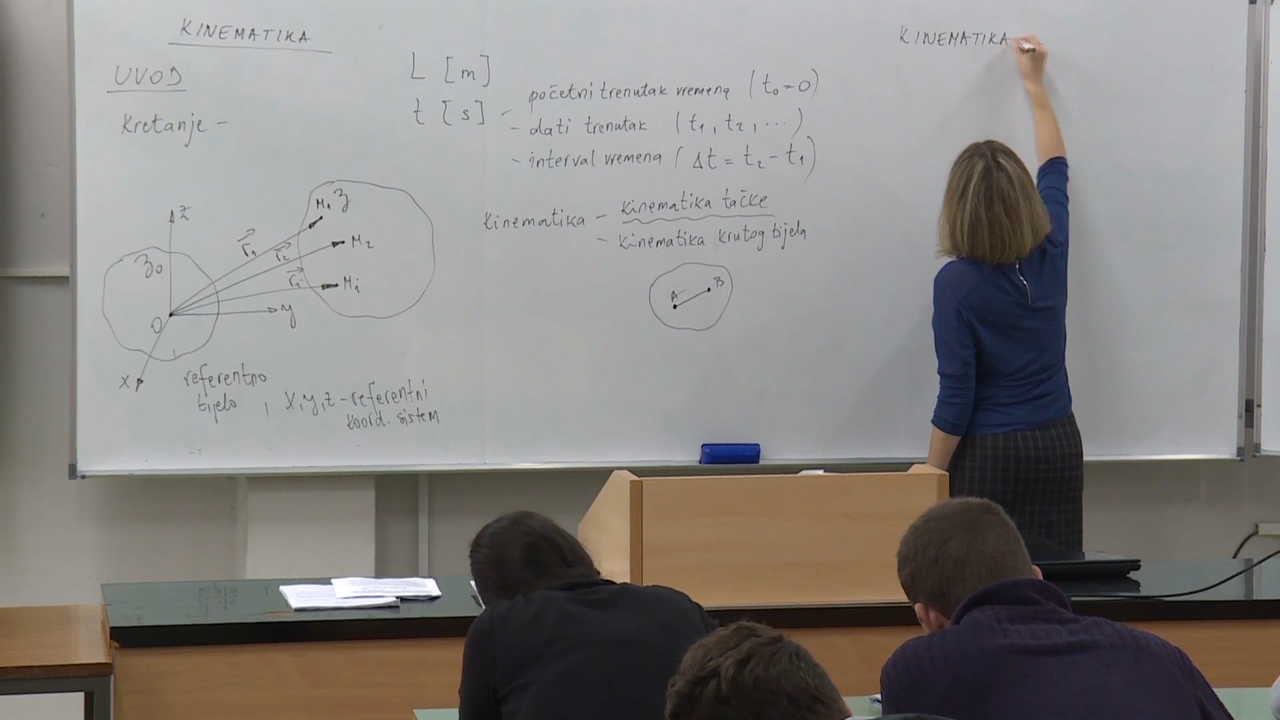 KINEMATIKA
UVOD
Kretanje -
L [m]
t [s] - početni trenutak vremena (t₀=0)
- dati trenutak (t₁, t₂, ...)
- interval vremena (Δt = t₂ - t₁)
Kinematika - kinematika tačke
- kinematika krutog tijela
A B
z
M₁
r₁
r₂
M₂
rᵢ
Mᵢ
O
y
x
referentno
tijelo , x,y,z - referentni
koord. sistem
KINEMATIKA